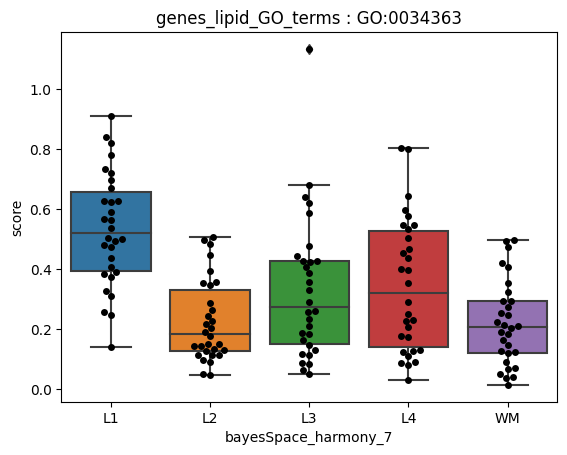 genes_lipid_GO_terms : GO:0034363
score
1.0
0.8
0.6
0.4
0.2
0.0
L1 L2 L3 L4 WM
bayesSpace_harmony_7